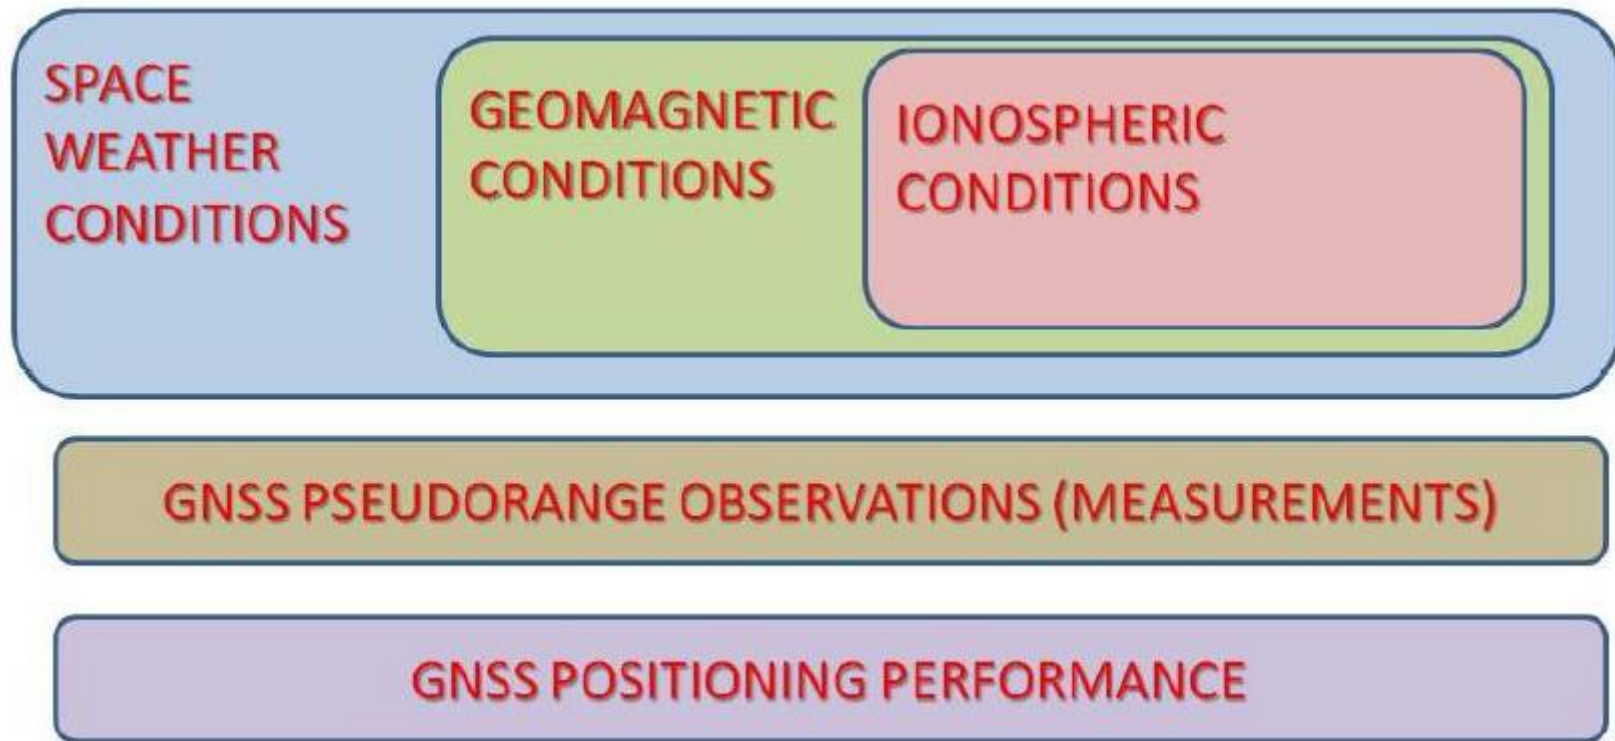 SPACE
WEATHER
CONDITIONS
GEOMAGNETIC
CONDITIONS
IONOSPHERIC
CONDITIONS
GNSS PSEUDORANGE OBSERVATIONS (MEASUREMENTS)
GNSS POSITIONING PERFORMANCE